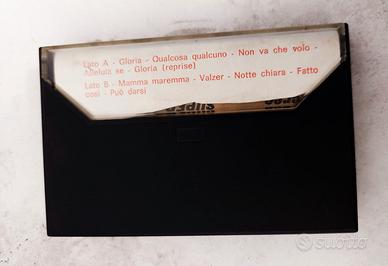 Lato A - Gloria - Qualcosa qualcuno - Non va che volo -
Alleluia se - Gloria (reprise)
Lato B - Mamma maremma - Valzer - Notte chiara - Fatto
così - Può darsi
subito